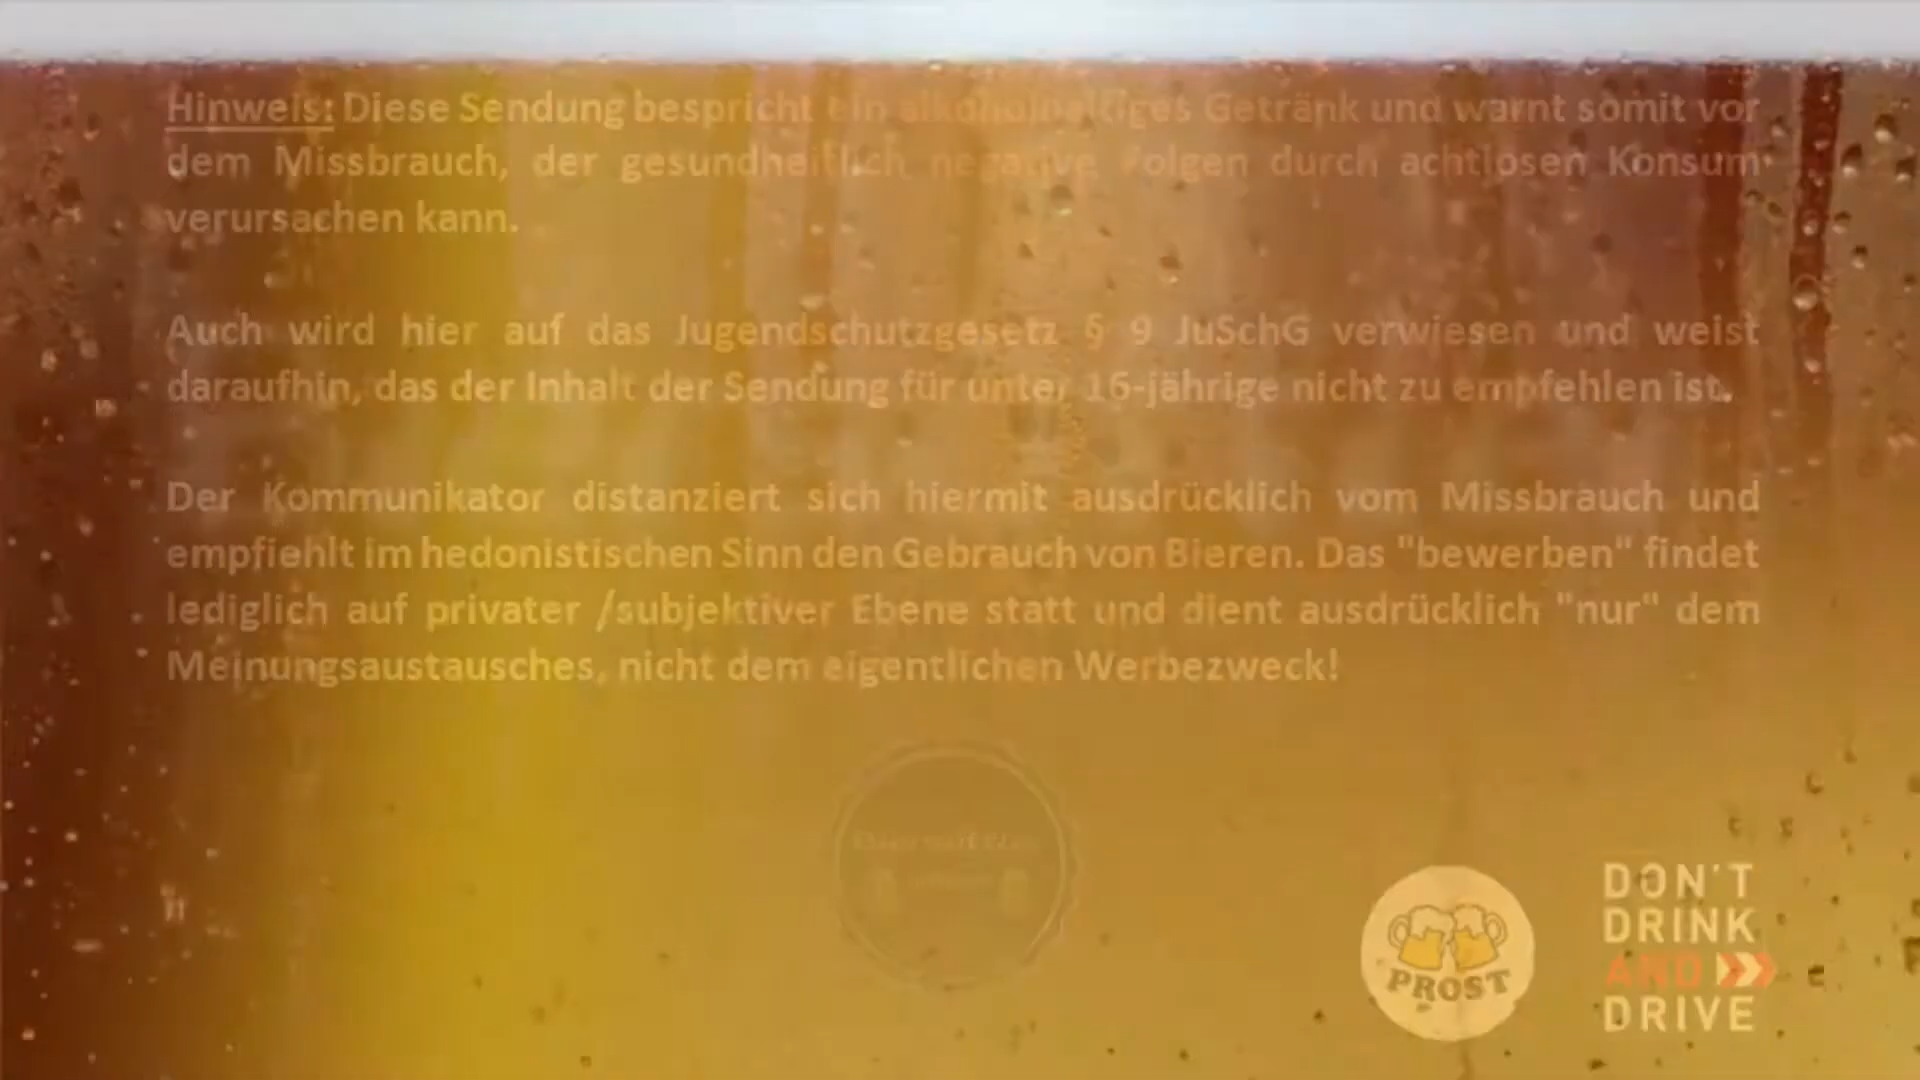 Hinweis: Diese Sendung bespricht ein alkoholhaltiges Getränk und warnt somit vor
dem Missbrauch, der gesundheitlich negative Folgen durch achtlosen Konsum
verursachen kann.
Auch wird hier auf das Jugendschutzgesetz § 9 JuSchG verwiesen und weist
daraufhin, das der Inhalt der Sendung für unter 16-jährige nicht zu empfehlen ist.
Der Kommunikator distanziert sich hiermit ausdrücklich vom Missbrauch und
empfiehlt im hedonistischen Sinn den Gebrauch von Bieren. Das "bewerben" findet
lediglich auf privater /subjektiver Ebene statt und dient ausdrücklich "nur" dem
Meinungsaustausches, nicht dem eigentlichen Werbezweck!
PROST
DON'T
DRINK
AND
DRIVE